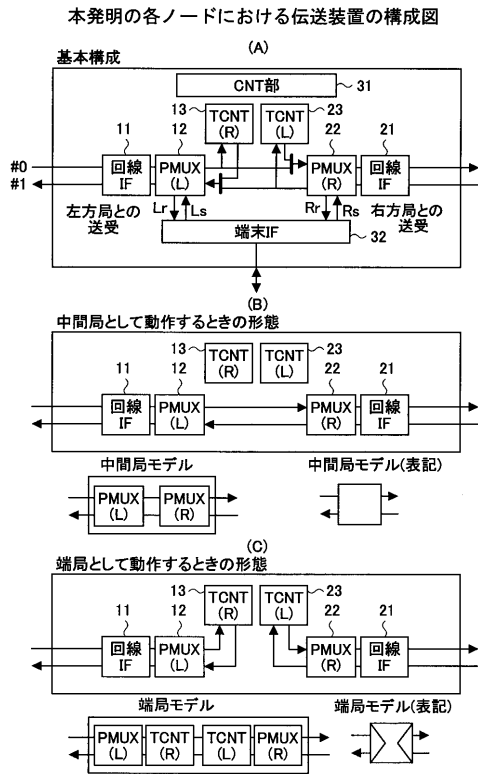 本発明の各ノードにおける伝送装置の構成図
(A)
基本構成
CNT部
31
13
23
11
12
TCNT
(R)
TCNT
(L)
22
21
#0
#1
回線
IF
PMUX
(L)
PMUX
(R)
回線
IF
左方局との
送受
Lr
Ls
Rr
Rs
右方局との
送受
端末IF
32
(B)
中間局として動作するときの形態
13
23
11
12
TCNT
(R)
TCNT
(L)
22
21
回線
IF
PMUX
(L)
PMUX
(R)
回線
IF
中間局モデル
中間局モデル(表記)
PMUX
(L)
PMUX
(R)
(C)
端局として動作するときの形態
13
23
11
12
TCNT
(R)
TCNT
(L)
22
21
回線
IF
PMUX
(L)
PMUX
(R)
回線
IF
端局モデル
端局モデル(表記)
PMUX
(L)
TCNT
(R)
TCNT
(L)
PMUX
(R)